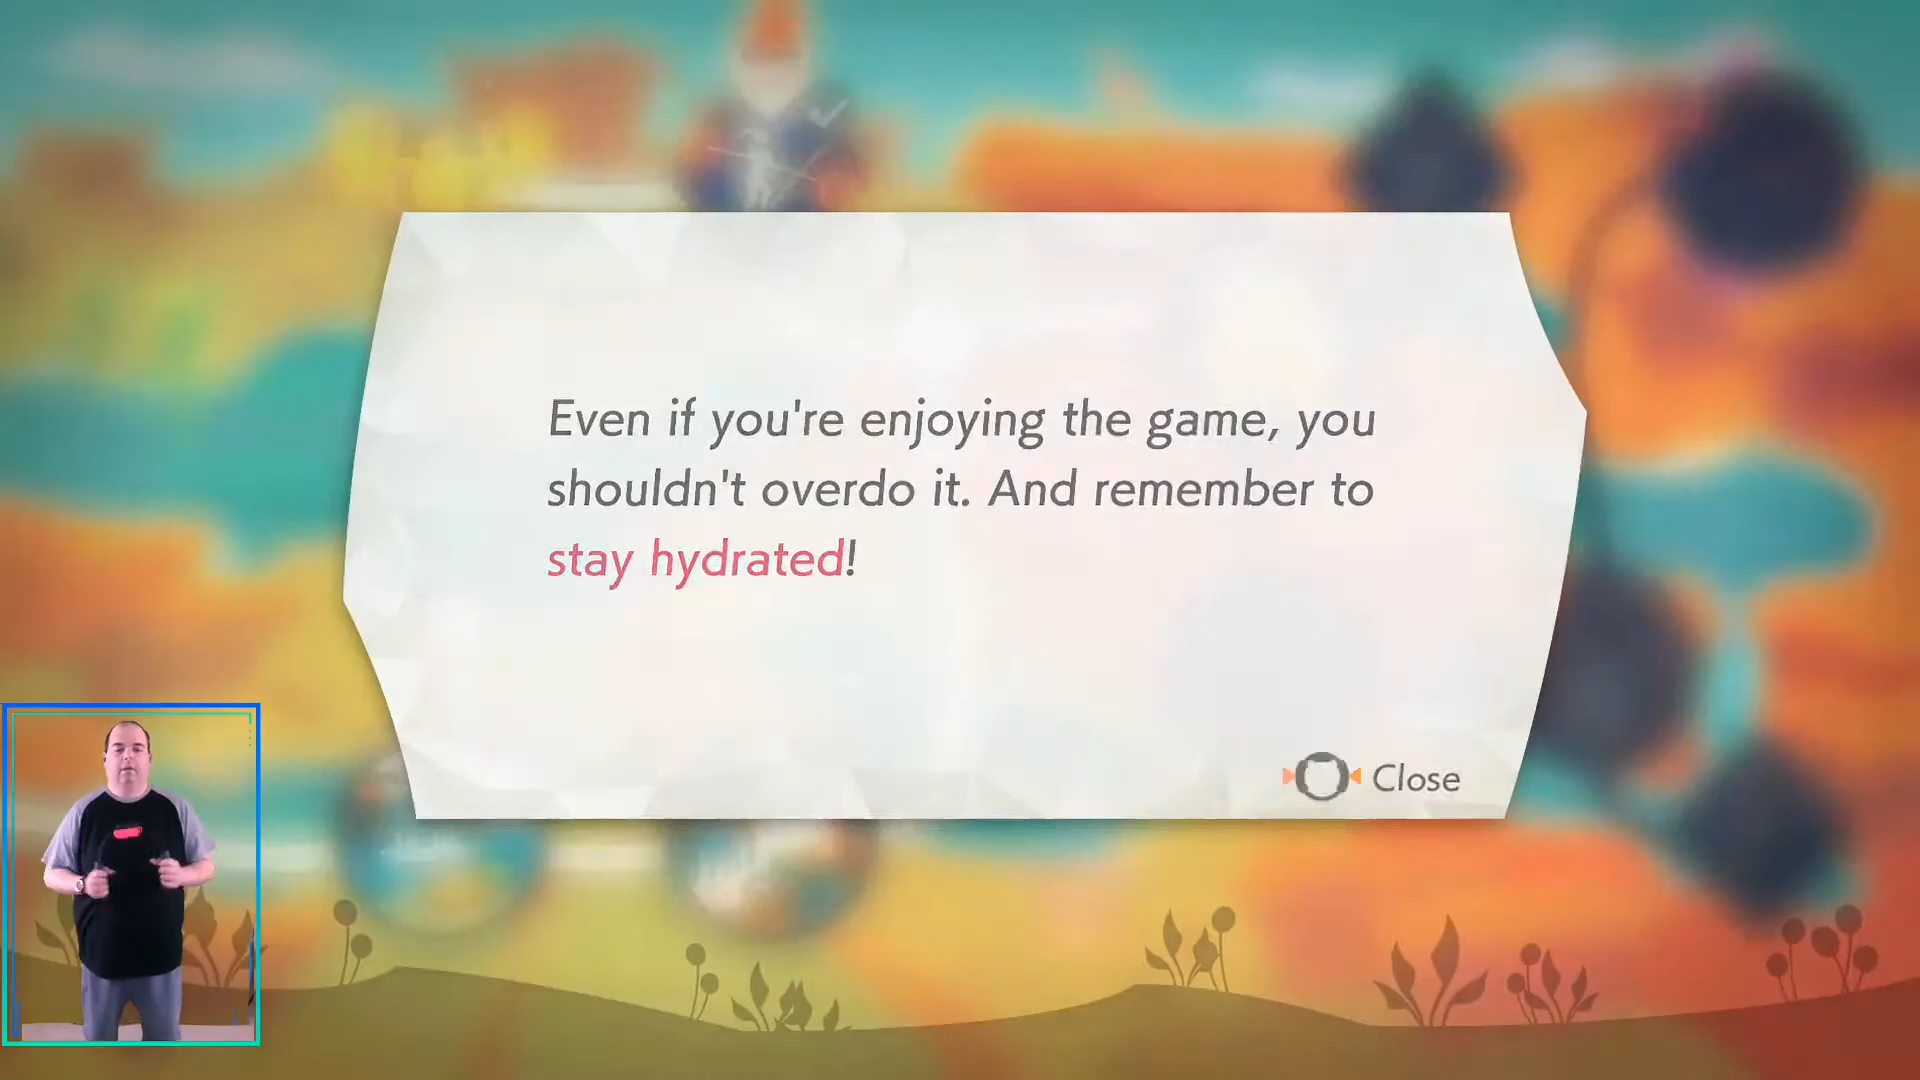 Even if you're enjoying the game, you
shouldn't overdo it. And remember to
stay hydrated!
Close